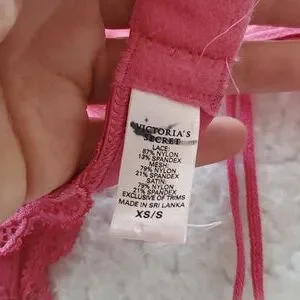 VICTORIA'S
SECRET
LACE:
87% NYLON
13% SPANDEX
MESH:
79% NYLON
21% SPANDEX
SATIN:
79% NYLON
21% SPANDEX
EXCLUSIVE OF TRIMS
MADE IN SRI LANKA
XS/S